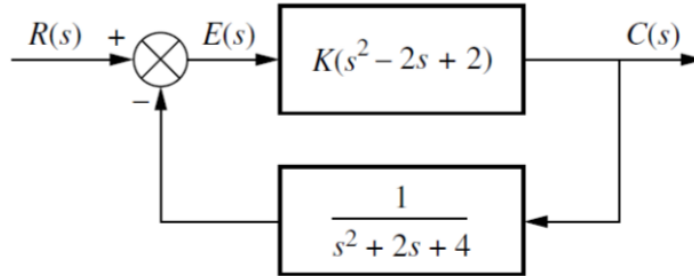 R(s) + E(s) K(s² – 2s + 2) C(s)
–
1
s² + 2s + 4